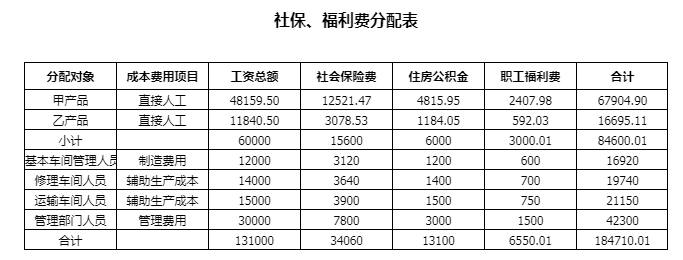 社保、福利费分配表
分配对象 成本费用项目 工资总额 社会保险费 住房公积金 职工福利费 合计
甲产品 直接人工 48159.50 12521.47 4815.95 2407.98 67904.90
乙产品 直接人工 11840.50 3078.53 1184.05 592.03 16695.11
小计 60000 15600 6000 3000.01 84600.01
基本车间管理人员 制造费用 12000 3120 1200 600 16920
修理车间人员 辅助生产成本 14000 3640 1400 700 19740
运输车间人员 辅助生产成本 15000 3900 1500 750 21150
管理部门人员 管理费用 30000 7800 3000 1500 42300
合计 131000 34060 13100 6550.01 184710.01